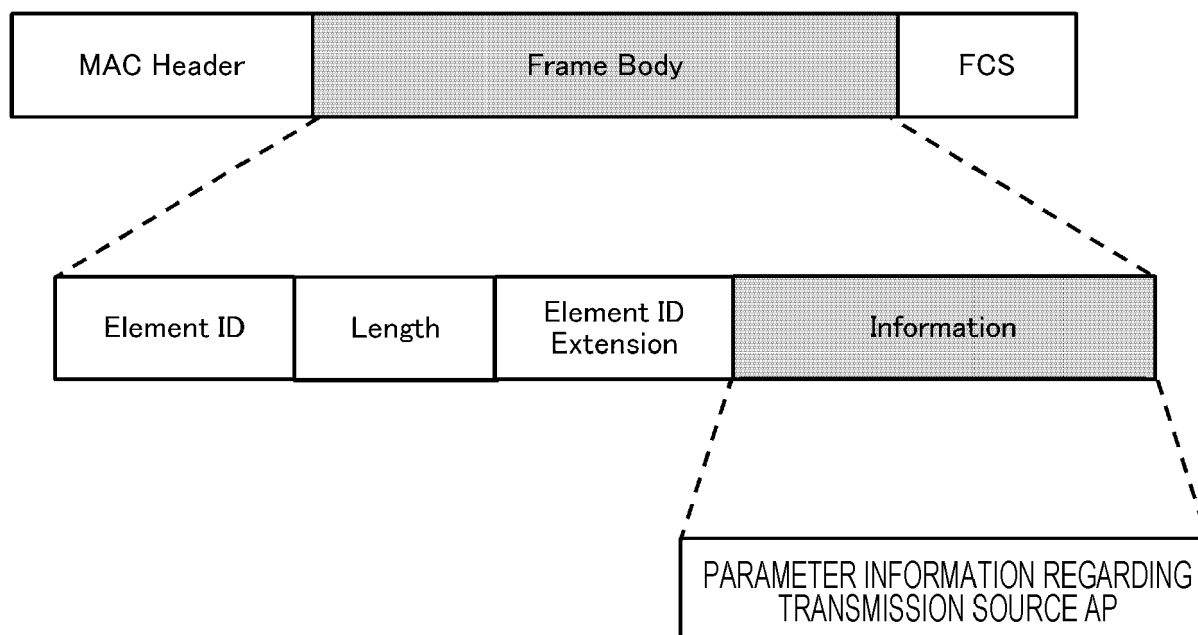 MAC Header
Frame Body
FCS
Element ID
Length
Element ID
Extension
Information
PARAMETER INFORMATION REGARDING
TRANSMISSION SOURCE AP